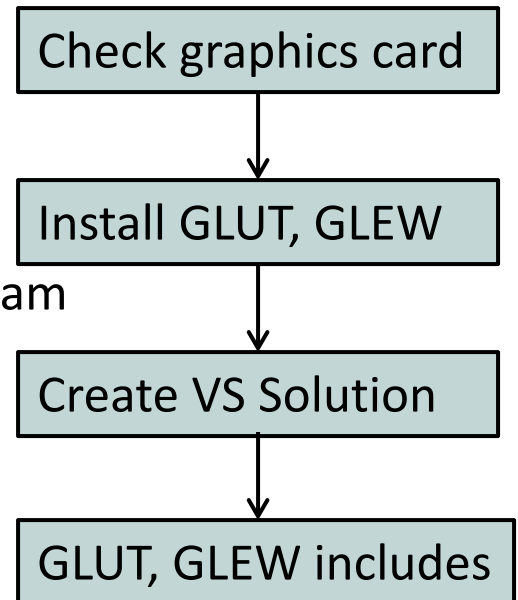 Check graphics card
Install GLUT, GLEW
am
Create VS Solution
GLUT, GLEW includes